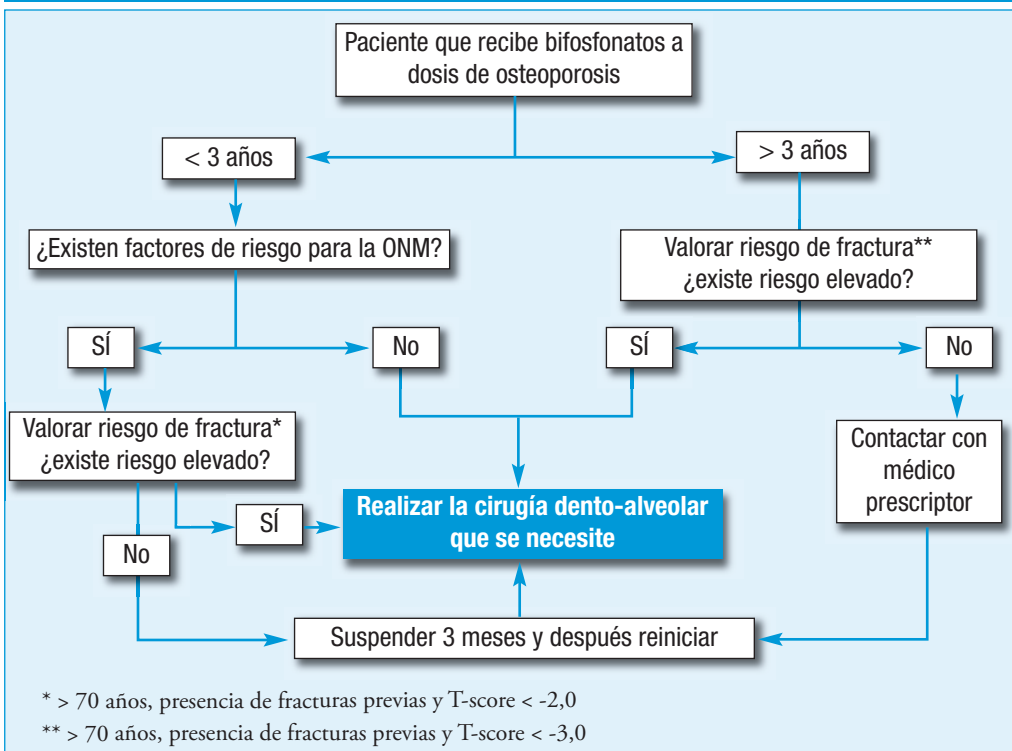 Paciente que recibe bifosfonatos a
dosis de osteoporosis
< 3 años
> 3 años
¿Existen factores de riesgo para la ONM?
Valorar riesgo de fractura**
¿existe riesgo elevado?
SÍ
No
SÍ
No
Valorar riesgo de fractura*
¿existe riesgo elevado?
Contactar con
médico
prescriptor
Realizar la cirugía dento-alveolar
que se necesite
SÍ
No
Suspender 3 meses y después reiniciar
* > 70 años, presencia de fracturas previas y T-score < -2,0
** > 70 años, presencia de fracturas previas y T-score < -3,0